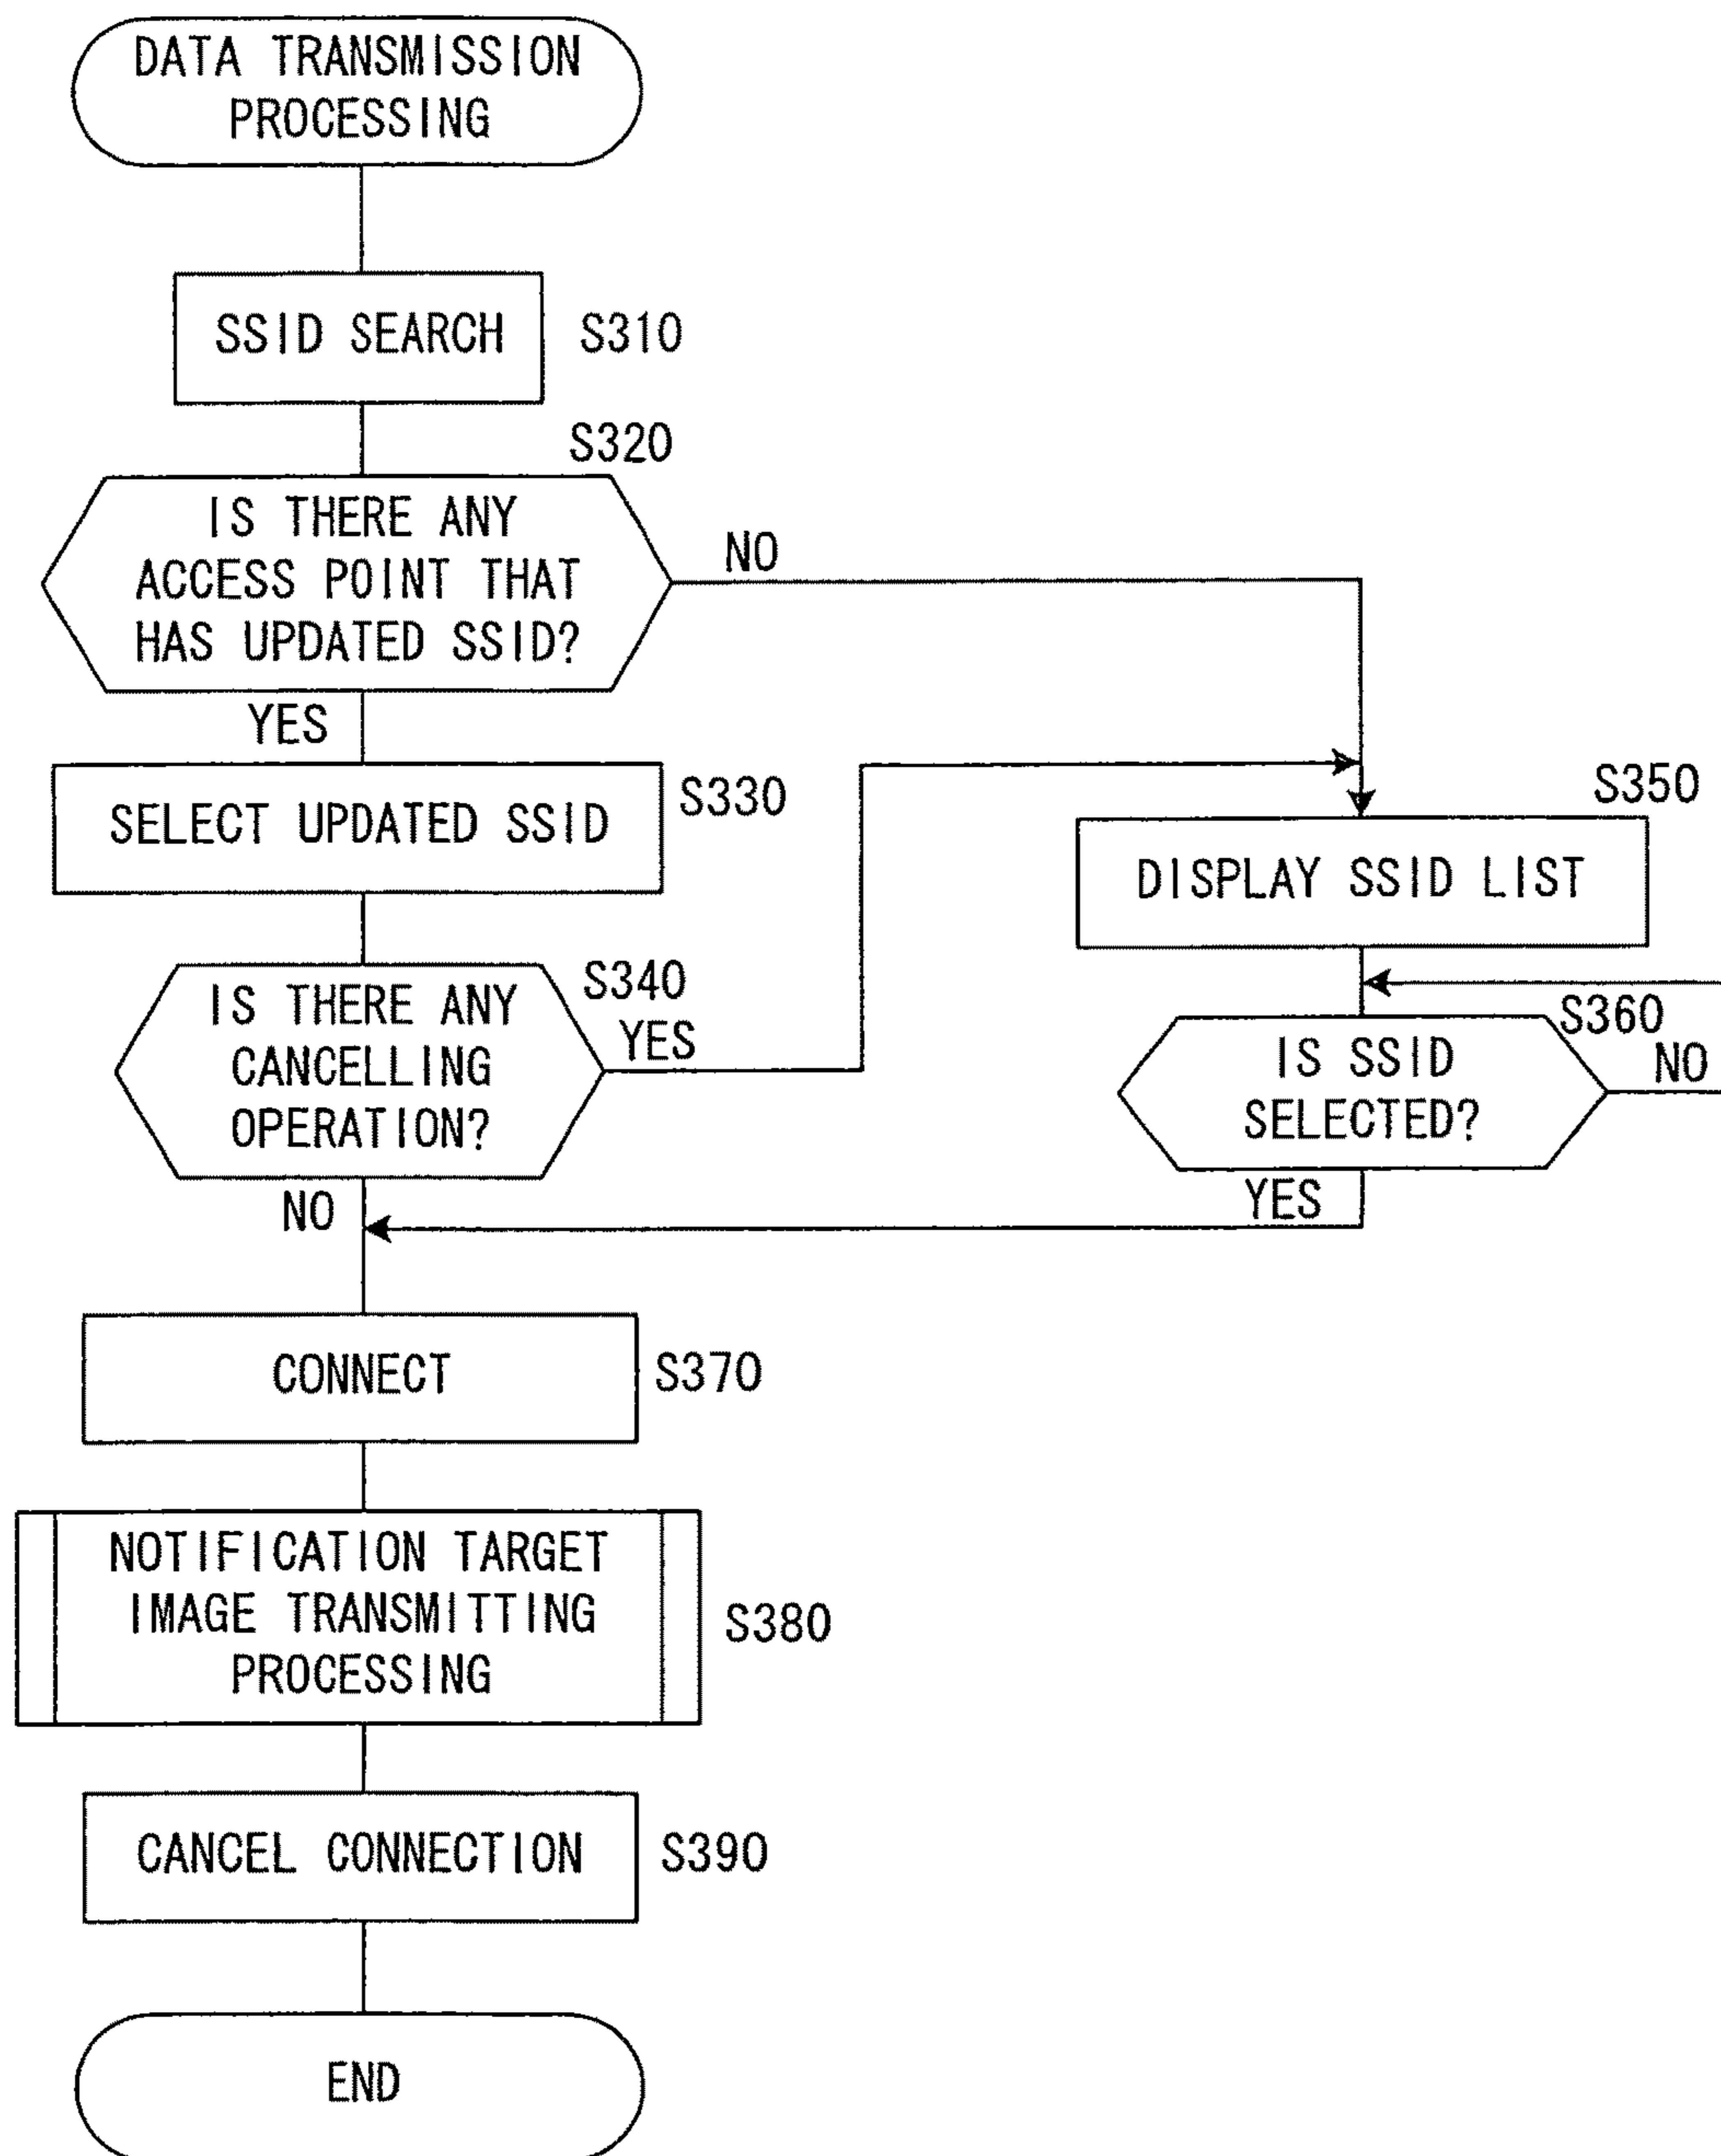 DATA TRANSMISSION
PROCESSING
SSID SEARCH
S310
S320
IS THERE ANY
ACCESS POINT THAT
HAS UPDATED SSID?
NO
YES
SELECT UPDATED SSID
S330
S350
DISPLAY SSID LIST
S340
IS THERE ANY
CANCELLING
OPERATION?
YES
NO
S360
IS SSID
SELECTED?
NO
YES
CONNECT
S370
NOTIFICATION TARGET
IMAGE TRANSMITTING
PROCESSING
S380
CANCEL CONNECTION
S390
END